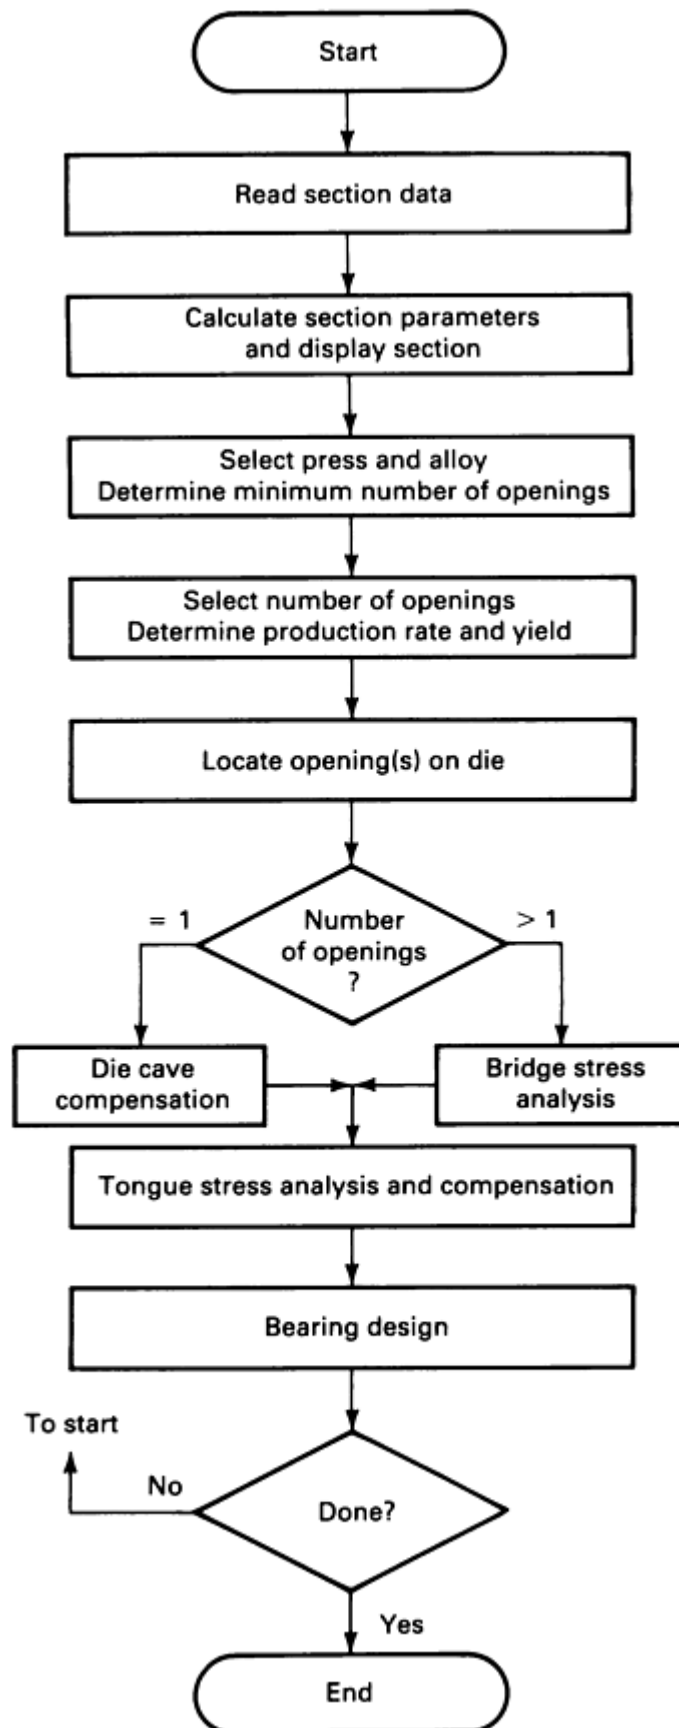 Start
Read section data
Calculate section parameters
and display section
Select press and alloy
Determine minimum number of openings
Select number of openings
Determine production rate and yield
Locate opening(s) on die
= 1
Number
of openings
?
> 1
Die cave
compensation
Bridge stress
analysis
Tongue stress analysis and compensation
Bearing design
To start
No
Done?
Yes
End